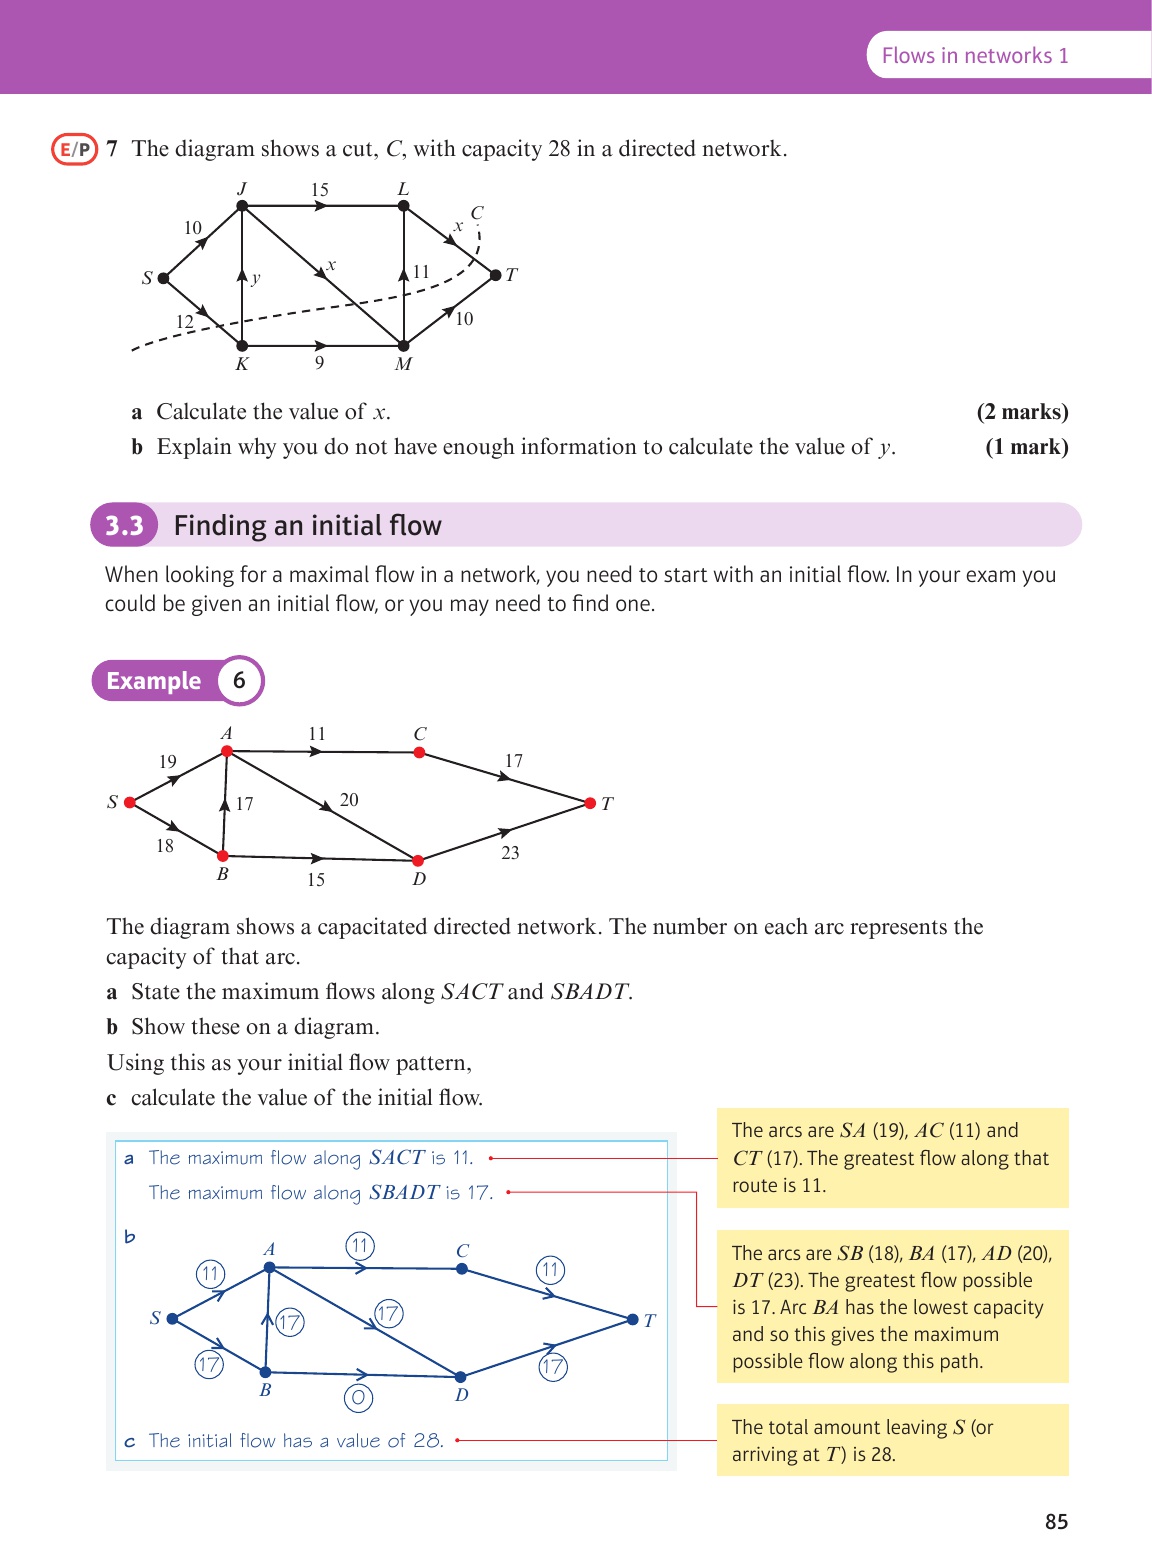 Flows in networks 1
E/P 7 The diagram shows a cut, C, with capacity 28 in a directed network.
J 15 L
C
10 x
S y x 11 T
12 10
K 9 M
a Calculate the value of x. (2 marks)
b Explain why you do not have enough information to calculate the value of y. (1 mark)
3.3 Finding an initial flow
When looking for a maximal flow in a network, you need to start with an initial flow. In your exam you
could be given an initial flow, or you may need to find one.
Example 6
A 11 C
19 17
S 17 20 T
18 23
B 15 D
The diagram shows a capacitated directed network. The number on each arc represents the
capacity of that arc.
a State the maximum flows along SACT and SBADT.
b Show these on a diagram.
Using this as your initial flow pattern,
c calculate the value of the initial flow.
a The maximum flow along SACT is 11.
The maximum flow along SBADT is 17.
b
A 11 C
11 11
S 17 17 T
17 17
B 0 D
c The initial flow has a value of 28.
The arcs are SA (19), AC (11) and
CT (17). The greatest flow along that
route is 11.
The arcs are SB (18), BA (17), AD (20),
DT (23). The greatest flow possible
is 17. Arc BA has the lowest capacity
and so this gives the maximum
possible flow along this path.
The total amount leaving S (or
arriving at T) is 28.
85